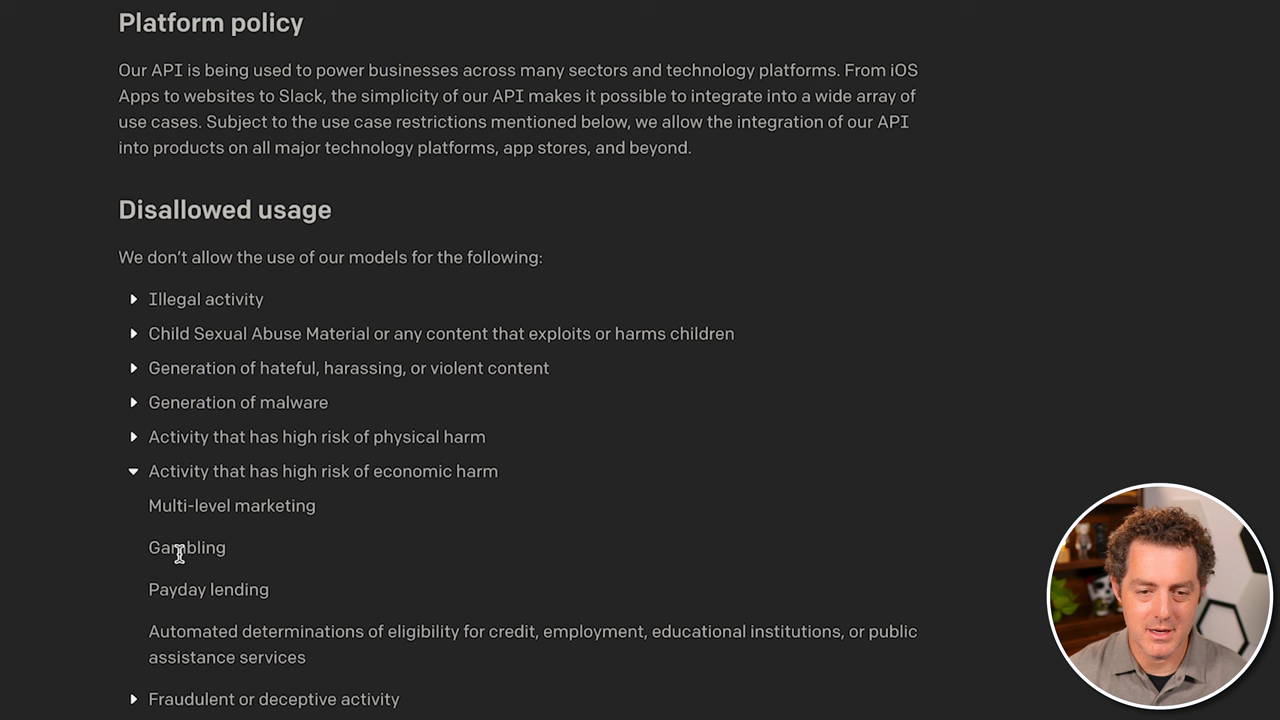 Platform policy
Our API is being used to power businesses across many sectors and technology platforms. From iOS
Apps to websites to Slack, the simplicity of our API makes it possible to integrate into a wide array of
use cases. Subject to the use case restrictions mentioned below, we allow the integration of our API
into products on all major technology platforms, app stores, and beyond.
Disallowed usage
We don’t allow the use of our models for the following:
Illegal activity
Child Sexual Abuse Material or any content that exploits or harms children
Generation of hateful, harassing, or violent content
Generation of malware
Activity that has high risk of physical harm
Activity that has high risk of economic harm
Multi-level marketing
Gambling
Payday lending
Automated determinations of eligibility for credit, employment, educational institutions, or public
assistance services
Fraudulent or deceptive activity